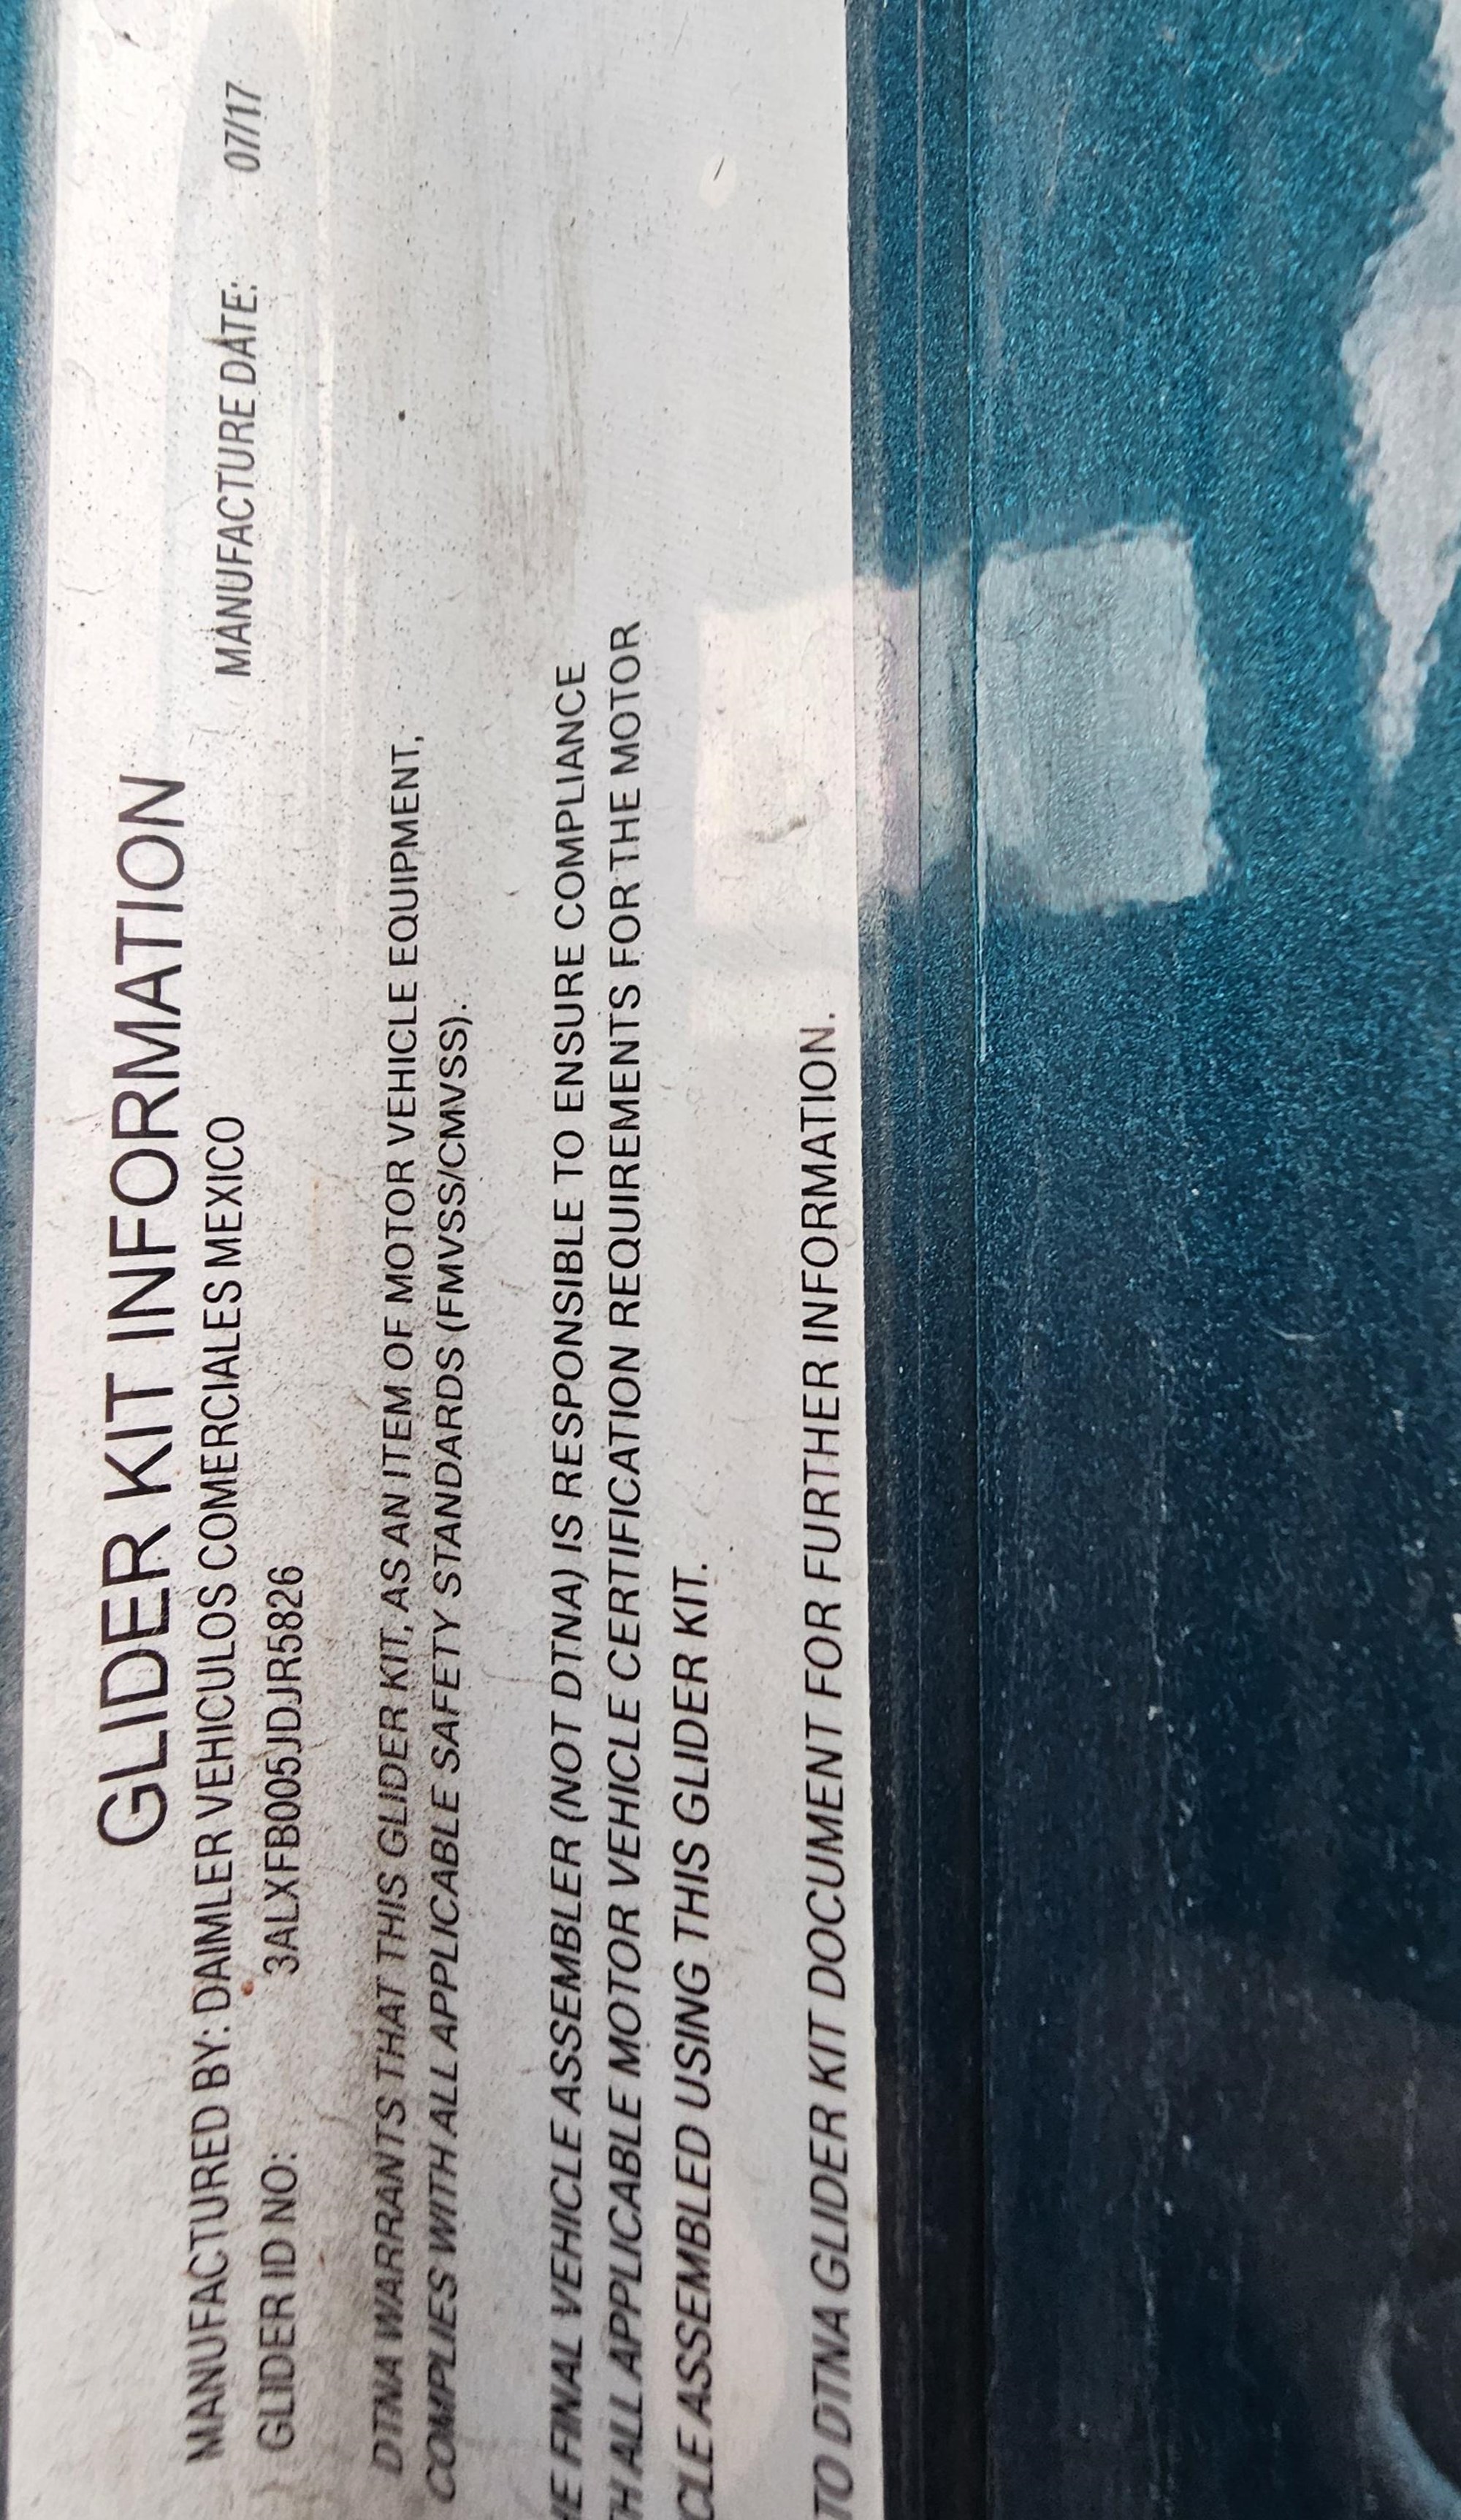 GLIDER KIT INFORMATION
MANUFACTURED BY: DAIMLER VEHICULOS COMERCIALES MEXICO MANUFACTURE DATE: 07/17
GLIDER ID NO: 3ALXFB005JDJR5826
DTNA WARRANTS THAT THIS GLIDER KIT, AS AN ITEM OF MOTOR VEHICLE EQUIPMENT,
COMPLIES WITH ALL APPLICABLE SAFETY STANDARDS (FMVSS/CMVSS).
HE FINAL VEHICLE ASSEMBLER (NOT DTNA) IS RESPONSIBLE TO ENSURE COMPLIANCE
TH ALL APPLICABLE MOTOR VEHICLE CERTIFICATION REQUIREMENTS FOR THE MOTOR
CLE ASSEMBLED USING THIS GLIDER KIT.
TO DTNA GLIDER KIT DOCUMENT FOR FURTHER INFORMATION.